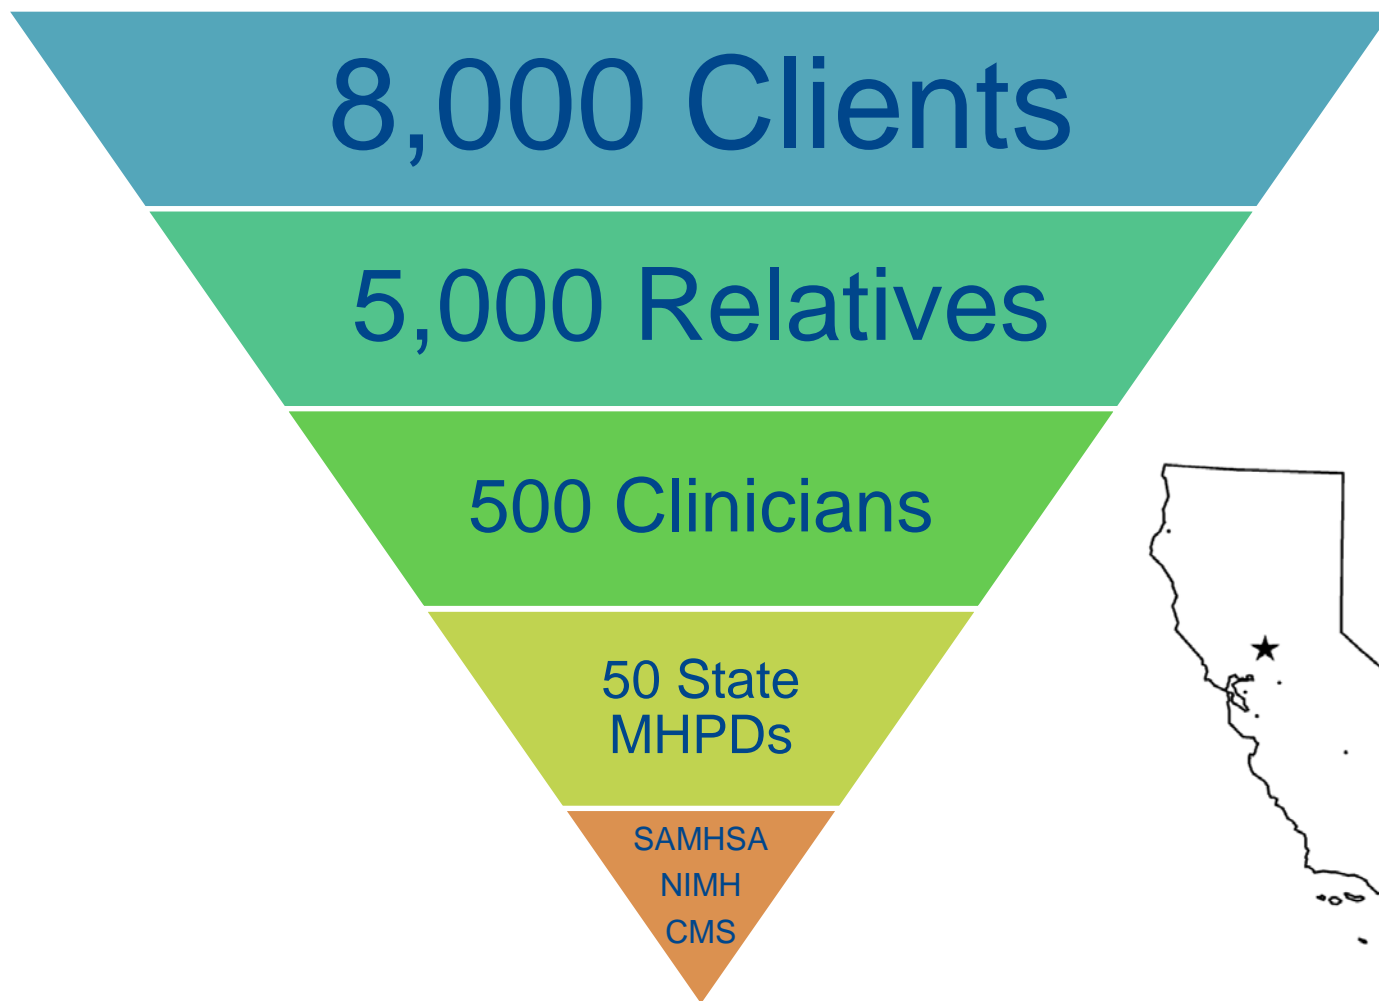 8,000 Clients
5,000 Relatives
500 Clinicians
50 State
MHPDs
SAMHSA
NIMH
CMS